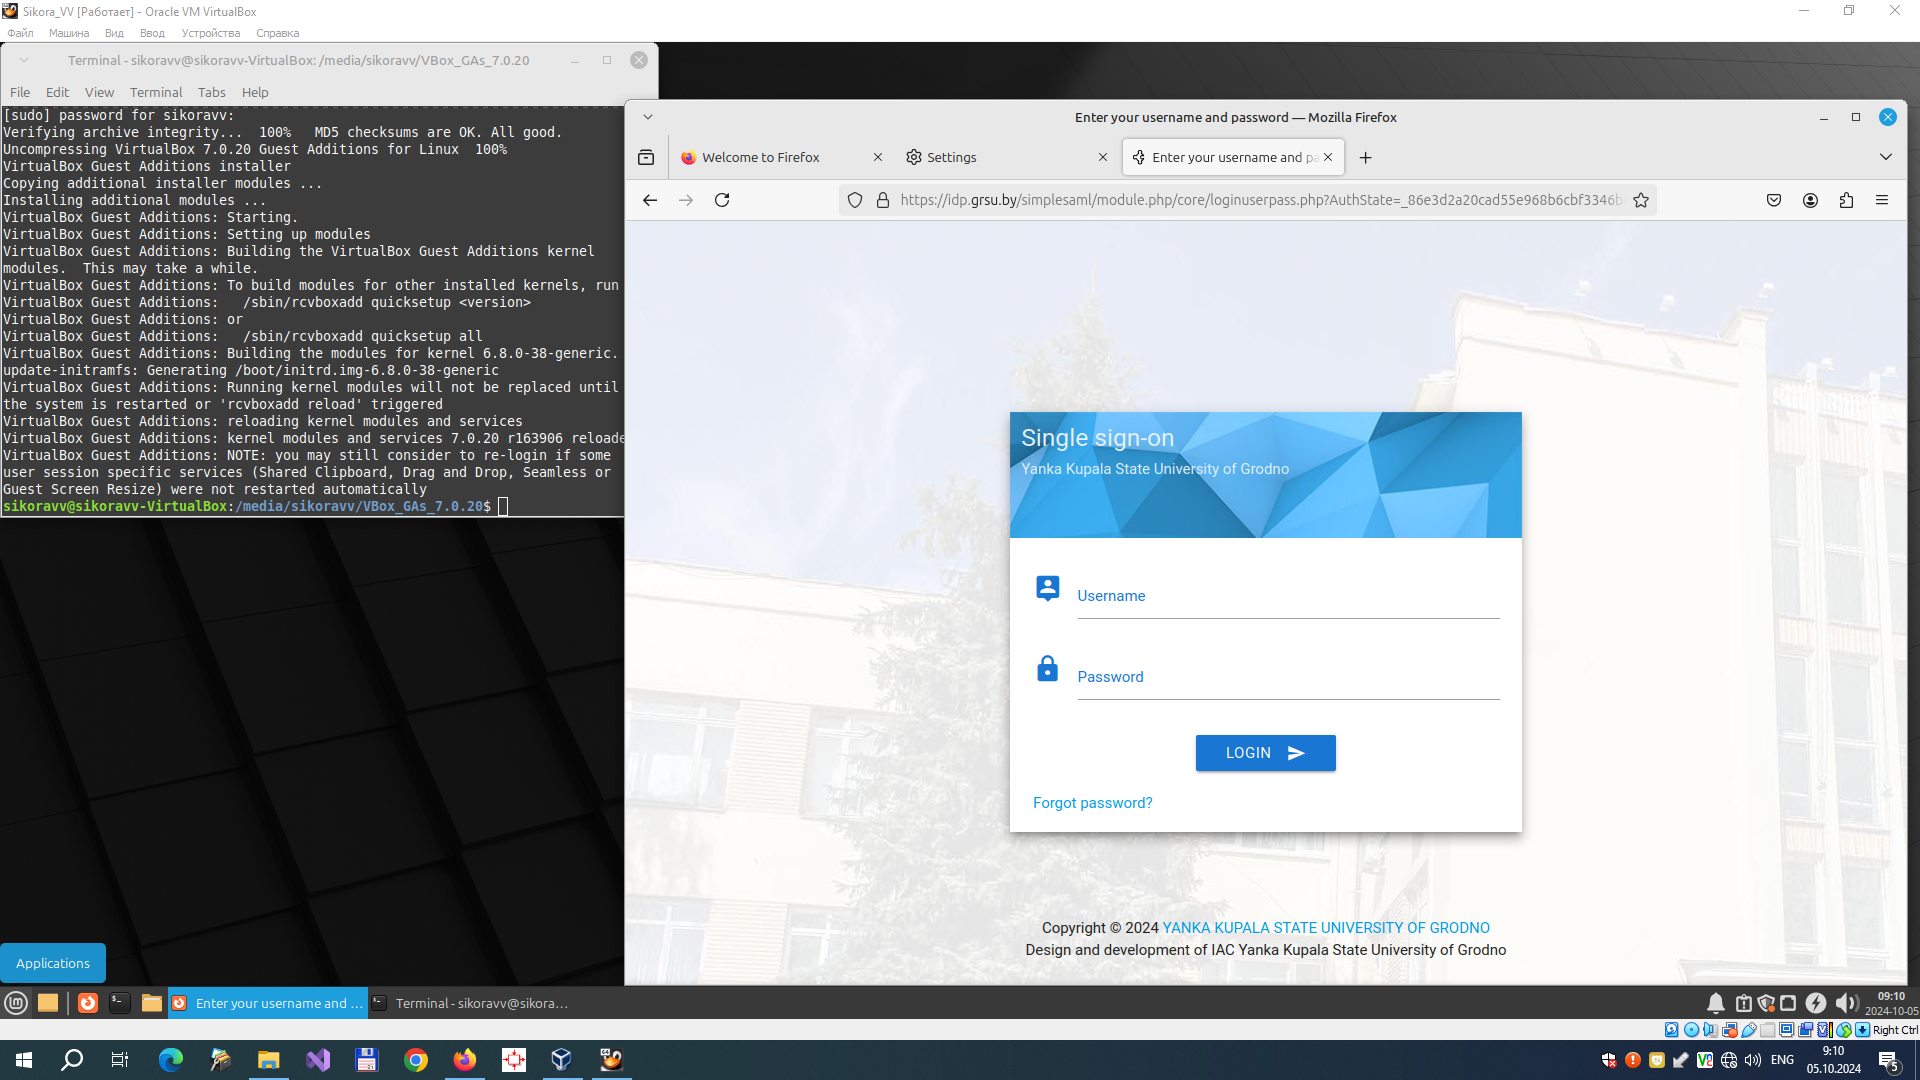 Sikora_VV [Работает] - Oracle VM VirtualBox
Файл Машина Вид Ввод Устройства Справка
Terminal - sikoravv@sikoravv-VirtualBox: /media/sikoravv/VBox_GAs_7.0.20
File Edit View Terminal Tabs Help
[sudo] password for sikoravv:
Verifying archive integrity...  100%   MD5 checksums are OK. All good.
Uncompressing VirtualBox 7.0.20 Guest Additions for Linux  100%
VirtualBox Guest Additions installer
Copying additional installer modules ...
Installing additional modules ...
VirtualBox Guest Additions: Starting.
VirtualBox Guest Additions: Setting up modules
VirtualBox Guest Additions: Building the VirtualBox Guest Additions kernel
modules.  This may take a while.
VirtualBox Guest Additions: To build modules for other installed kernels, run
VirtualBox Guest Additions:   /sbin/rcvboxadd quicksetup <version>
VirtualBox Guest Additions: or
VirtualBox Guest Additions:   /sbin/rcvboxadd quicksetup all
VirtualBox Guest Additions: Building the modules for kernel 6.8.0-38-generic.
update-initramfs: Generating /boot/initrd.img-6.8.0-38-generic
VirtualBox Guest Additions: Running kernel modules will not be replaced until
the system is restarted or 'rcvboxadd reload' triggered
VirtualBox Guest Additions: reloading kernel modules and services
VirtualBox Guest Additions: kernel modules and services 7.0.20 r163906 reloade
VirtualBox Guest Additions: NOTE: you may still consider to re-login if some
user session specific services (Shared Clipboard, Drag and Drop, Seamless or
Guest Screen Resize) were not restarted automatically
sikoravv@sikoravv-VirtualBox:/media/sikoravv/VBox_GAs_7.0.20$
Enter your username and password — Mozilla Firefox
Welcome to Firefox
Settings
Enter your username and pa
https://idp.grsu.by/simplesaml/module.php/core/loginuserpass.php?AuthState=_86e3d2a20cad55e968b6cbf3346b
Single sign-on
Yanka Kupala State University of Grodno
Username
Password
LOGIN
Forgot password?
Copyright © 2024 YANKA KUPALA STATE UNIVERSITY OF GRODNO
Design and development of IAC Yanka Kupala State University of Grodno
Applications
Enter your username and ...
Terminal - sikoravv@sikora...
09:10
2024-10-05
Right Ctrl
ENG
9:10
05.10.2024
5